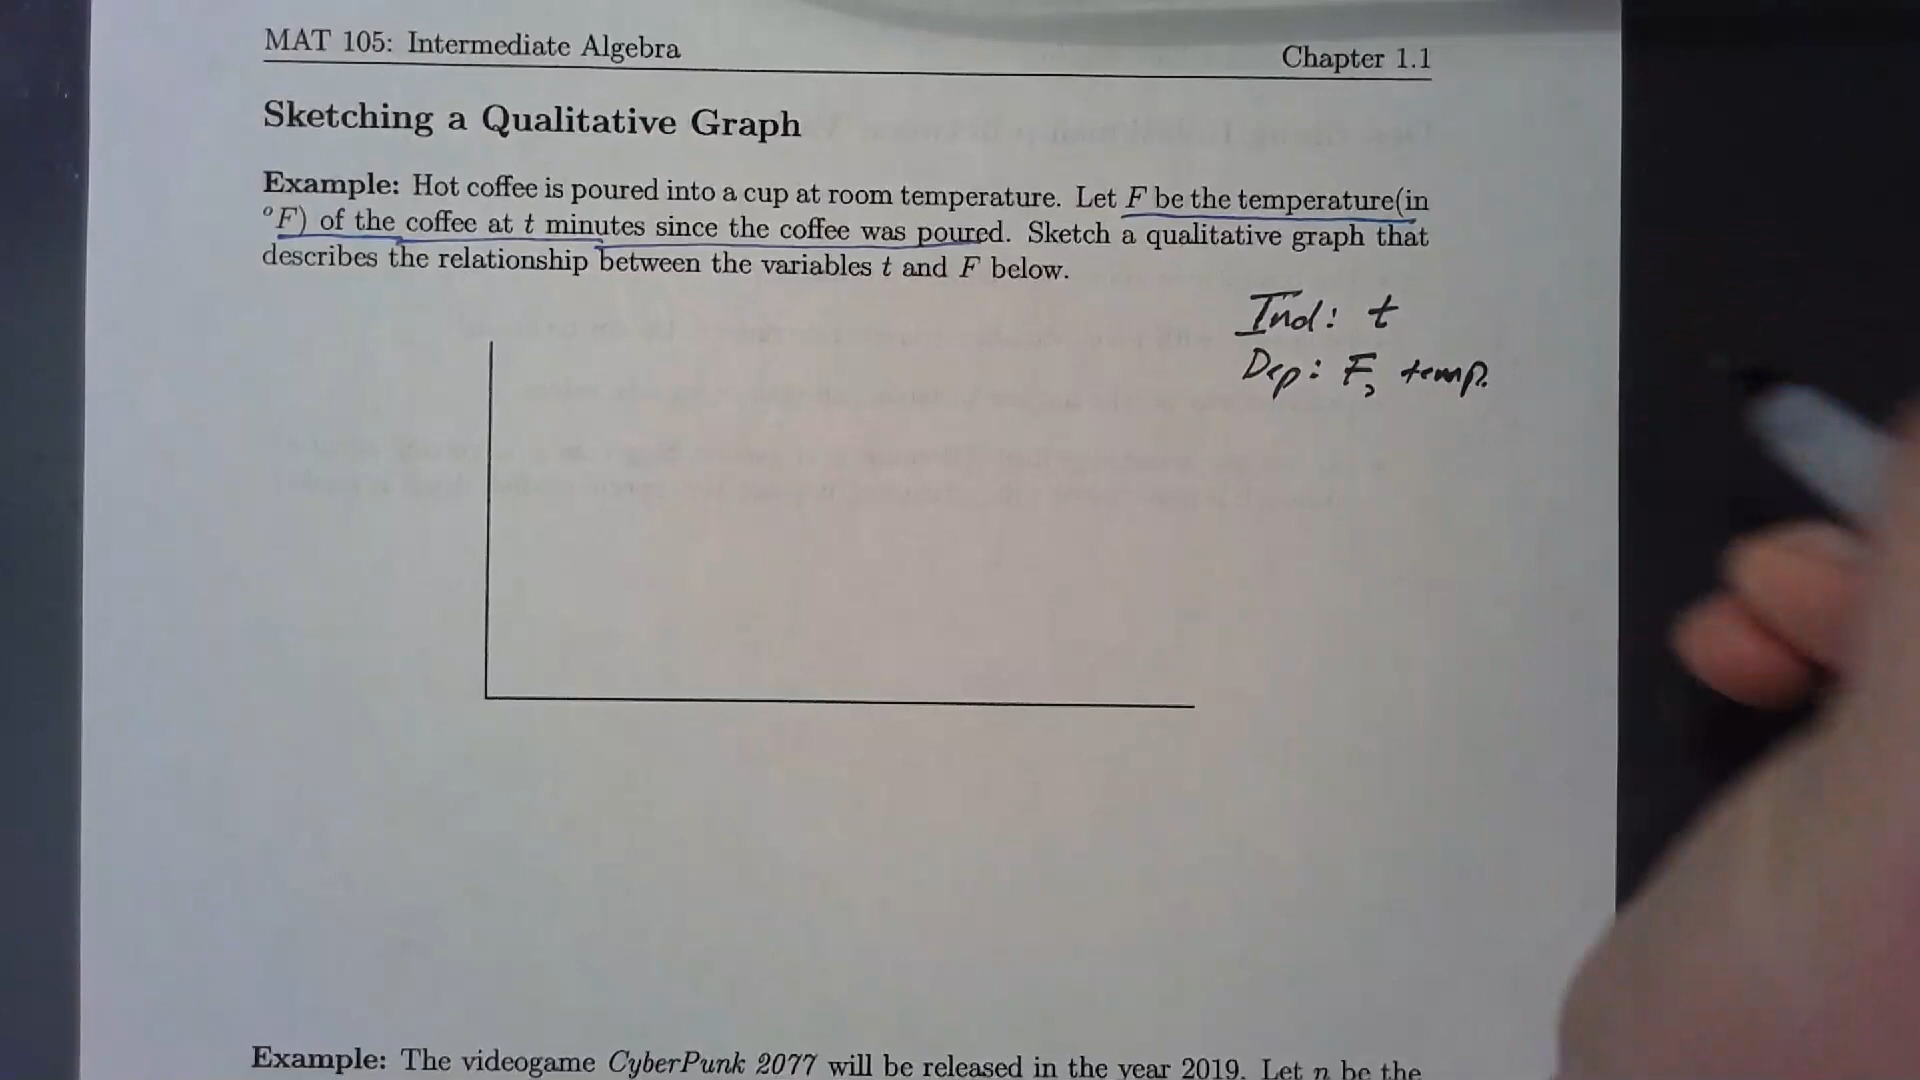 MAT 105: Intermediate Algebra Chapter 1.1
Sketching a Qualitative Graph
Example: Hot coffee is poured into a cup at room temperature. Let F be the temperature(in
°F) of the coffee at t minutes since the coffee was poured. Sketch a qualitative graph that
describes the relationship between the variables t and F below.
Ind: t
Dep: F, temp.
Example: The videogame CyberPunk 2077 will be released in the year 2019. Let n be the